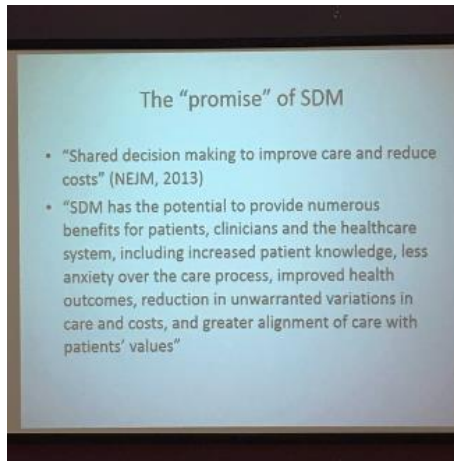 The "promise" of SDM
• "Shared decision making to improve care and reduce
costs" (NEJM, 2013)
• "SDM has the potential to provide numerous
benefits for patients, clinicians and the healthcare
system, including increased patient knowledge, less
anxiety over the care process, improved health
outcomes, reduction in unwarranted variations in
care and costs, and greater alignment of care with
patients' values"